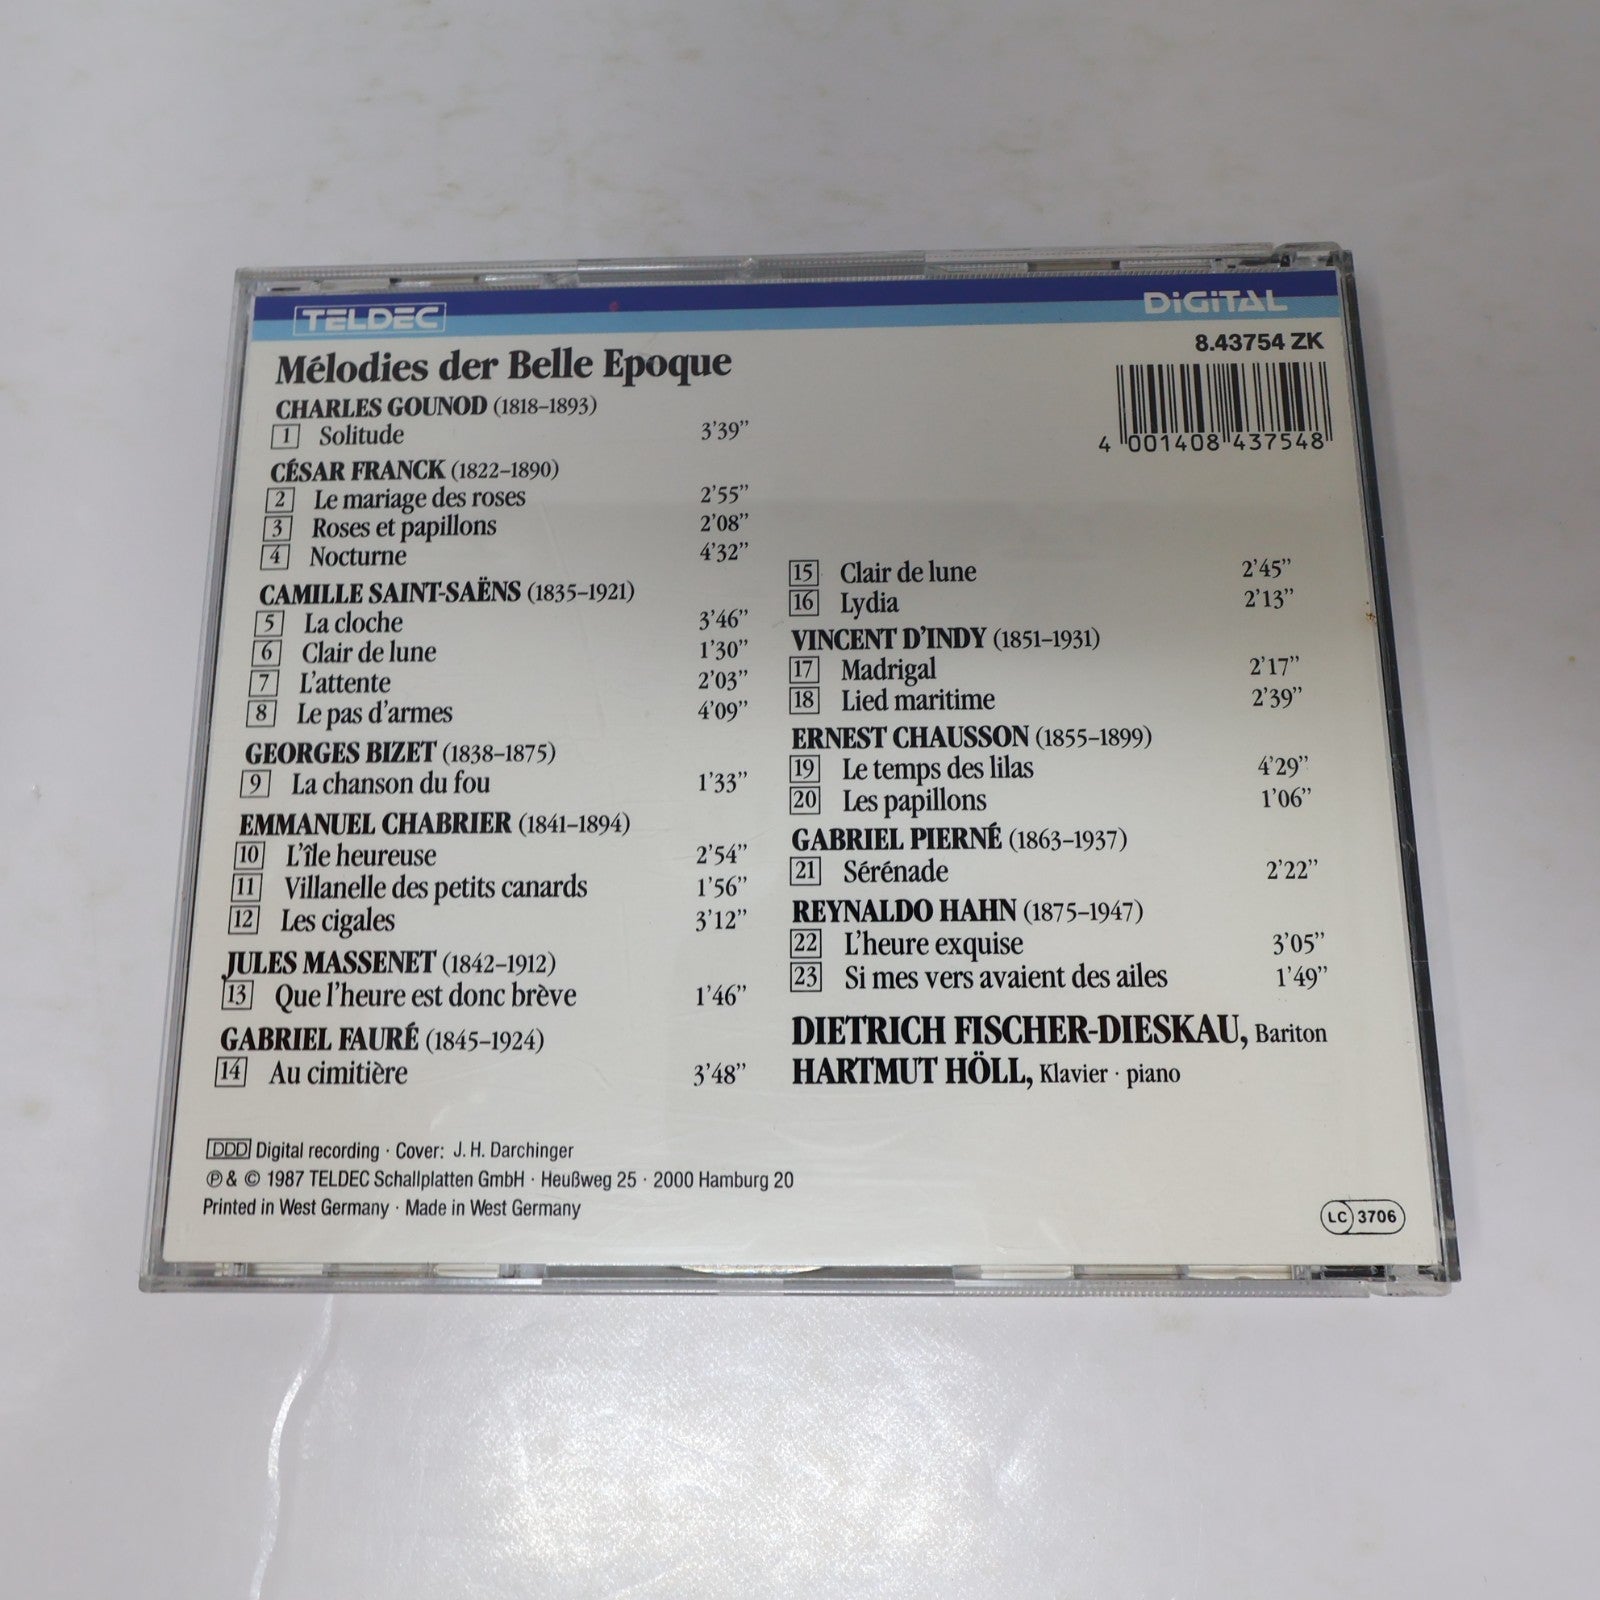 TELDEC
DiGiTAL
8.43754 ZK
4 001408 437548
Mélodies der Belle Epoque
CHARLES GOUNOD (1818–1893)
1 Solitude 3’39”
CÉSAR FRANCK (1822–1890)
2 Le mariage des roses 2’55”
3 Roses et papillons 2’08”
4 Nocturne 4’32”
CAMILLE SAINT-SAËNS (1835–1921)
5 La cloche 3’46”
6 Clair de lune 1’30”
7 L’attente 2’03”
8 Le pas d’armes 4’09”
GEORGES BIZET (1838–1875)
9 La chanson du fou 1’33”
EMMANUEL CHABRIER (1841–1894)
10 L’île heureuse 2’54”
11 Villanelle des petits canards 1’56”
12 Les cigales 3’12”
JULES MASSENET (1842–1912)
13 Que l’heure est donc brève 1’46”
GABRIEL FAURÉ (1845–1924)
14 Au cimitière 3’48”
15 Clair de lune 2’45”
16 Lydia 2’13”
VINCENT D’INDY (1851–1931)
17 Madrigal 2’17”
18 Lied maritime 2’39”
ERNEST CHAUSSON (1855–1899)
19 Le temps des lilas 4’29”
20 Les papillons 1’06”
GABRIEL PIERNÉ (1863–1937)
21 Sérénade 2’22”
REYNALDO HAHN (1875–1947)
22 L’heure exquise 3’05”
23 Si mes vers avaient des ailes 1’49”
DIETRICH FISCHER-DIESKAU, Bariton
HARTMUT HÖLL, Klavier · piano
DDD Digital recording · Cover: J. H. Darchinger
℗ & © 1987 TELDEC Schallplatten GmbH · Heußweg 25 · 2000 Hamburg 20
Printed in West Germany · Made in West Germany
LC 3706